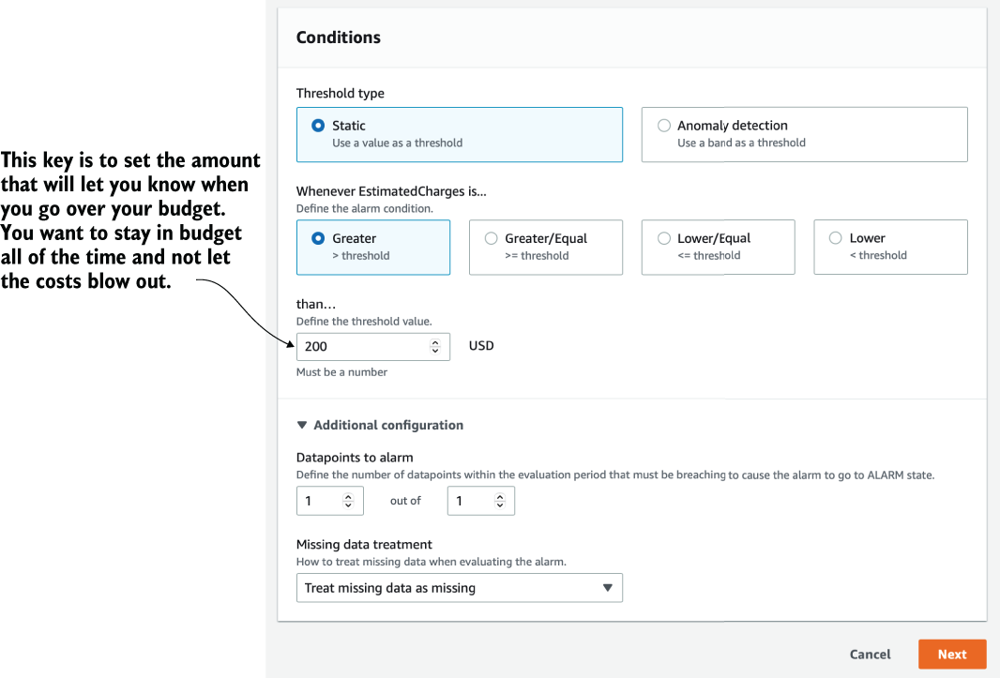 Conditions
Threshold type
Static
Use a value as a threshold
Anomaly detection
Use a band as a threshold
This key is to set the amount
that will let you know when
you go over your budget.
You want to stay in budget
all of the time and not let
the costs blow out.
Whenever EstimatedCharges is...
Define the alarm condition.
Greater
> threshold
Greater/Equal
>= threshold
Lower/Equal
<= threshold
Lower
< threshold
than...
Define the threshold value.
200 USD
Must be a number
Additional configuration
Datapoints to alarm
Define the number of datapoints within the evaluation period that must be breaching to cause the alarm to go to ALARM state.
1 out of 1
Missing data treatment
How to treat missing data when evaluating the alarm.
Treat missing data as missing
Cancel Next